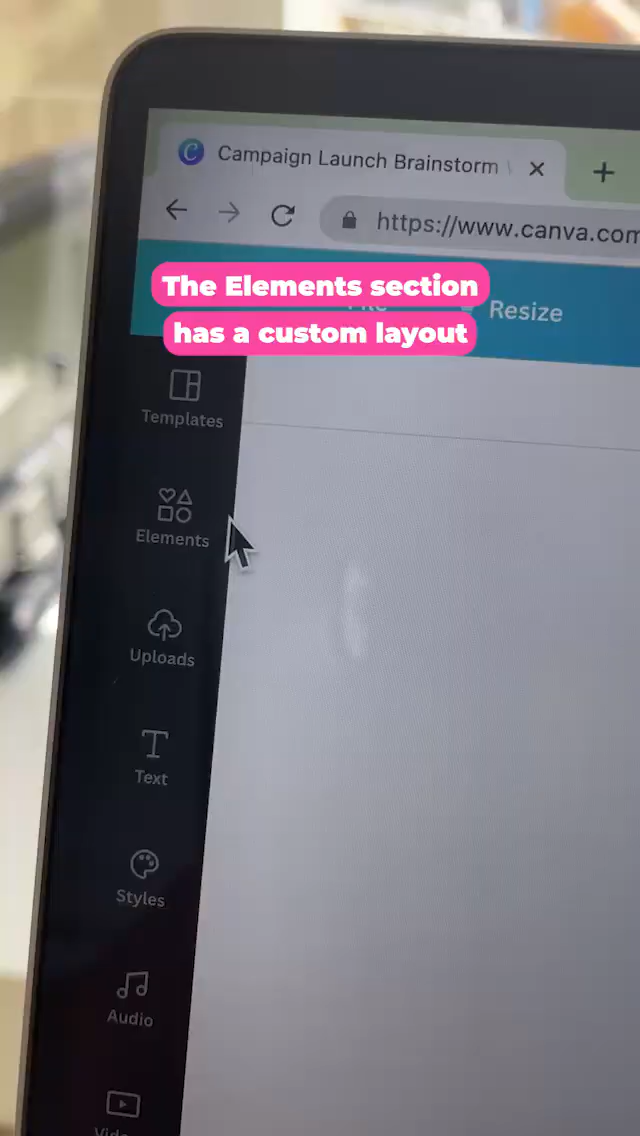 Campaign Launch Brainstorm
https://www.canva.com
The Elements section
has a custom layout
Resize
Templates
Elements
Uploads
Text
Styles
Audio